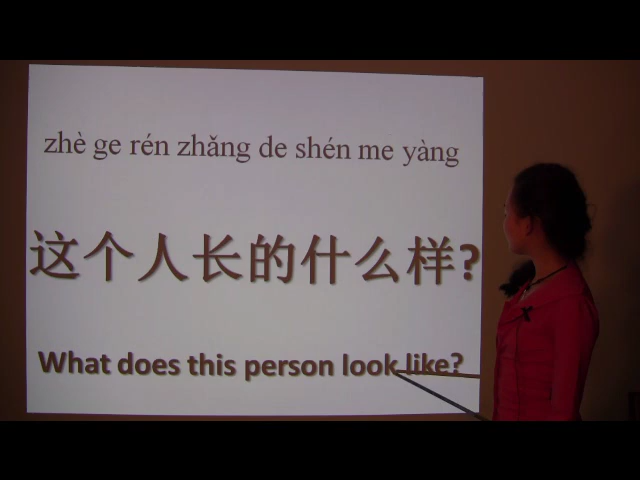 zhè ge rén zhǎng de shén me yàng
这个人长的什么样?
What does this person look like?